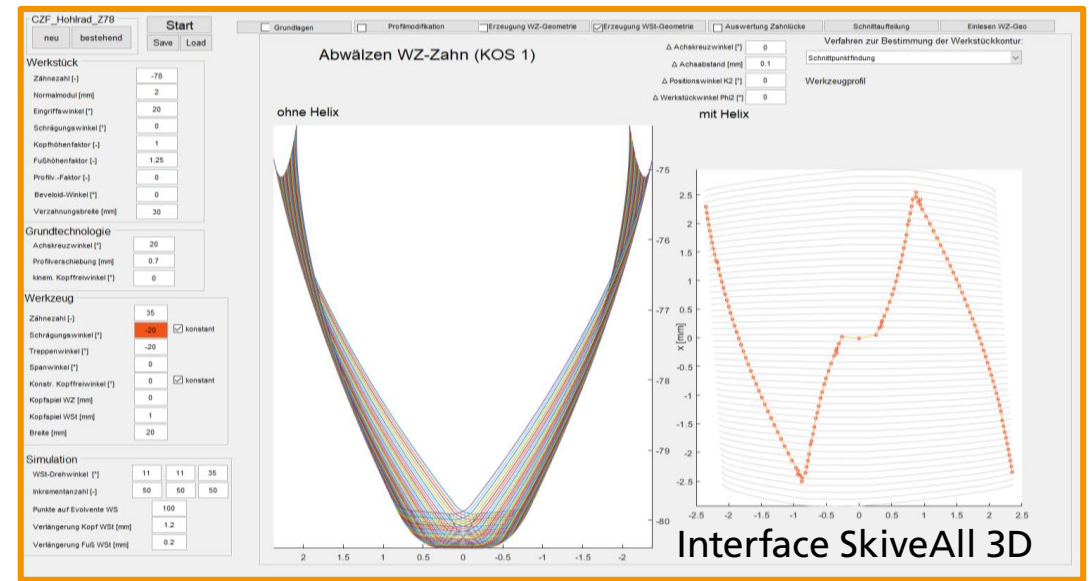 CZF_Hohlrad_Z78
neu bestehend
Start
Save Load
Grundlagen Profilmodifikation Erzeugung WZ-Geometrie Erzeugung WSt-Geometrie Auswertung Zahnlücke Schnittaufteilung Einlesen WZ-Geo
Werkstück
Zähnezahl [-] -78
Normalmodul [mm] 2
Eingriffswinkel [°] 20
Schrägungswinkel [°] 0
Kopfhöhenfaktor [-] 1
Fußhöhenfaktor [-] 1.25
Profilv.-Faktor [-] 0
Beveloid-Winkel [°] 0
Verzahnungsbreite [mm] 30
Grundtechnologie
Achskreuzwinkel [°] 20
Profilverschiebung [mm] 0.7
kinem. Kopffreiwinkel [°] 0
Werkzeug
Zähnezahl [-] 35
Schrägungswinkel [°] -20 konstant
Treppenwinkel [°] -20
Spanwinkel [°] 0
Konstr. Kopffreiwinkel [°] 0 konstant
Kopfspiel WZ [mm] 0
Kopfspiel WSt [mm] 1
Breite [mm] 20
Simulation
WSt-Drehwinkel [°] 11 11 35
Inkrementanzahl [-] 50 50 50
Punkte auf Evolvente WS 100
Verlängerung Kopf WSt [mm] 1.2
Verlängerung Fuß WSt [mm] 0.2
Abwälzen WZ-Zahn (KOS 1)
Δ Achskreuzwinkel [°] 0
Δ Achsabstand [mm] 0.1
Δ Positionswinkel K2 [°] 0
Δ Werkstückwinkel Phi2 [°] 0
Verfahren zur Bestimmung der Werkstückkontur:
Schnittpunktfindung
Werkzeugprofil
ohne Helix
-75
-76
-77
-78
-79
-80
2 1.5 1 0.5 0 -0.5 -1 -1.5 -2
mit Helix
2.5
2
1.5
1
0.5
0
-0.5
-1
-1.5
-2
-2.5
x [mm]
-2.5 -2 -1.5 -1 -0.5 0 0.5 1 1.5 2 2.5
Interface SkiveAll 3D